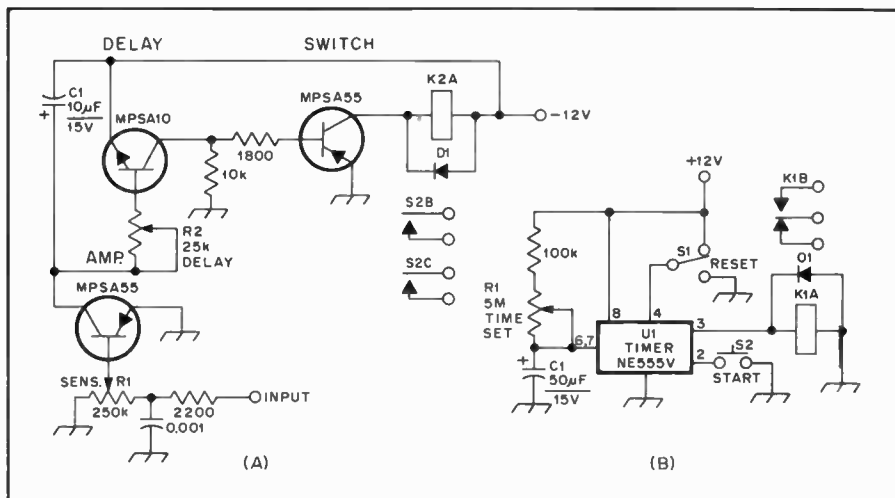 DELAY
SWITCH
C1
10µF
15V
+
MPSA10
MPSA55
K2A
-12V
D1
1800
10k
R2
25k
DELAY
AMP.
MPSA55
S2B
S2C
SENS.
R1
250k
2200
INPUT
0.001
(A)
+12V
K1B
100k
S1
RESET
R1
5M
TIME
SET
8
4
6,7
U1
TIMER
NE555V
3
2
D1
K1A
S2
START
+
C1
50µF
15V
(B)